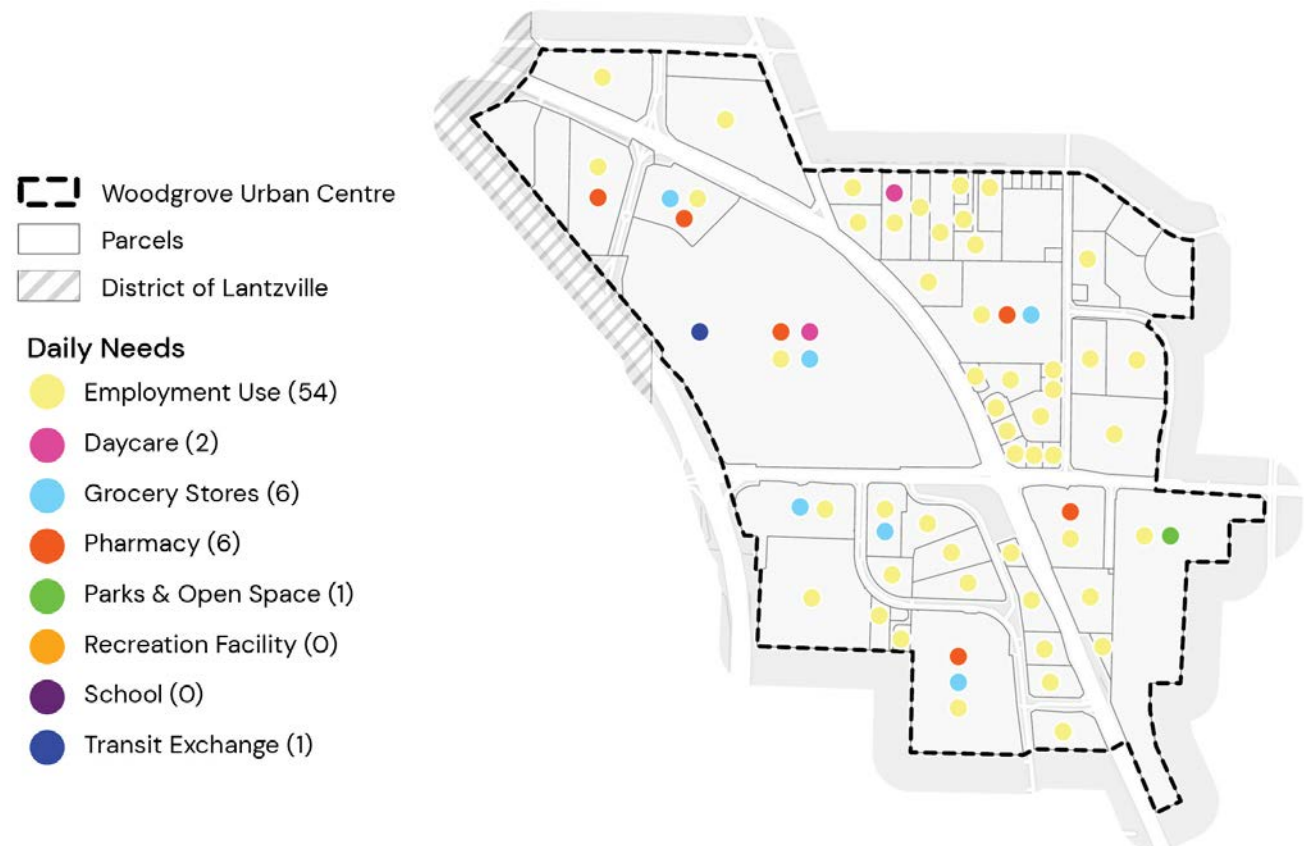 Woodgrove Urban Centre
Parcels
District of Lantzville
Daily Needs
Employment Use (54)
Daycare (2)
Grocery Stores (6)
Pharmacy (6)
Parks & Open Space (1)
Recreation Facility (0)
School (0)
Transit Exchange (1)